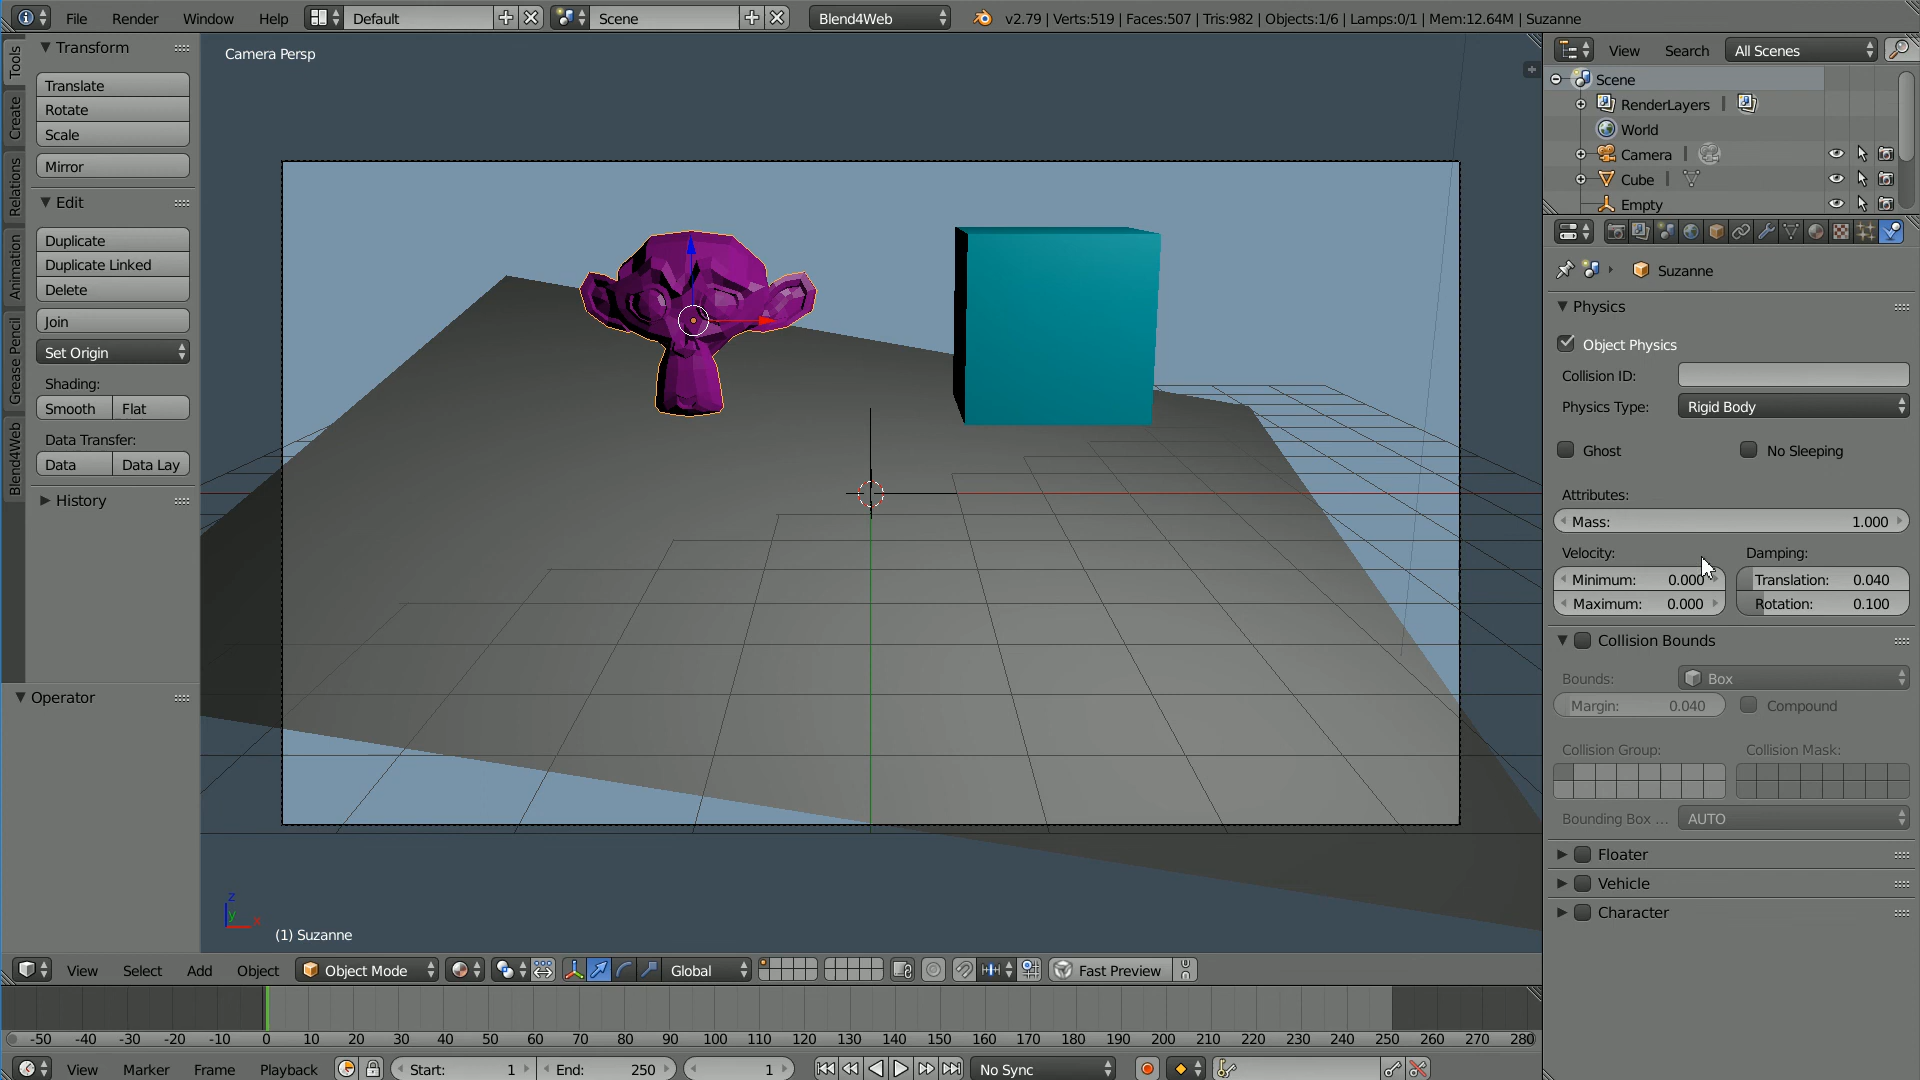 File Render Window Help Default Scene Blend4Web v2.79 | Verts:519 | Faces:507 | Tris:982 | Objects:1/6 | Lamps:0/1 | Mem:12.64M | Suzanne
Tools
Create
Relations
Animation
Grease Pencil
Blend4Web
Transform
Translate
Rotate
Scale
Mirror
Edit
Duplicate
Duplicate Linked
Delete
Join
Set Origin
Shading:
Smooth Flat
Data Transfer:
Data Data Lay
History
Operator
Camera Persp
z
y
x
(1) Suzanne
View Search All Scenes
Scene
RenderLayers
World
Camera
Cube
Empty
Suzanne
Physics
Object Physics
Collision ID:
Physics Type: Rigid Body
Ghost No Sleeping
Attributes:
Mass: 1.000
Velocity: Damping:
Minimum: 0.000 Translation: 0.040
Maximum: 0.000 Rotation: 0.100
Collision Bounds
Bounds: Box
Margin: 0.040 Compound
Collision Group: Collision Mask:
Bounding Box ... AUTO
Floater
Vehicle
Character
View Select Add Object Object Mode Global Fast Preview
-50 -40 -30 -20 -10 0 10 20 30 40 50 60 70 80 90 100 110 120 130 140 150 160 170 180 190 200 210 220 230 240 250 260 270 280
View Marker Frame Playback Start: 1 End: 250 1 No Sync